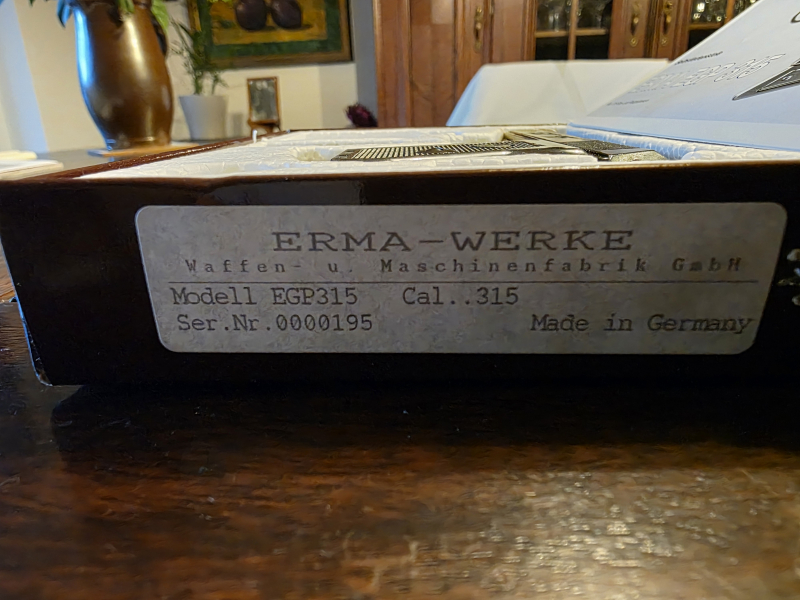 ERMA-WERKE
Waffen- u. Maschinenfabrik GmbH
Modell EGP315 Cal..315
Ser.Nr.0000195 Made in Germany